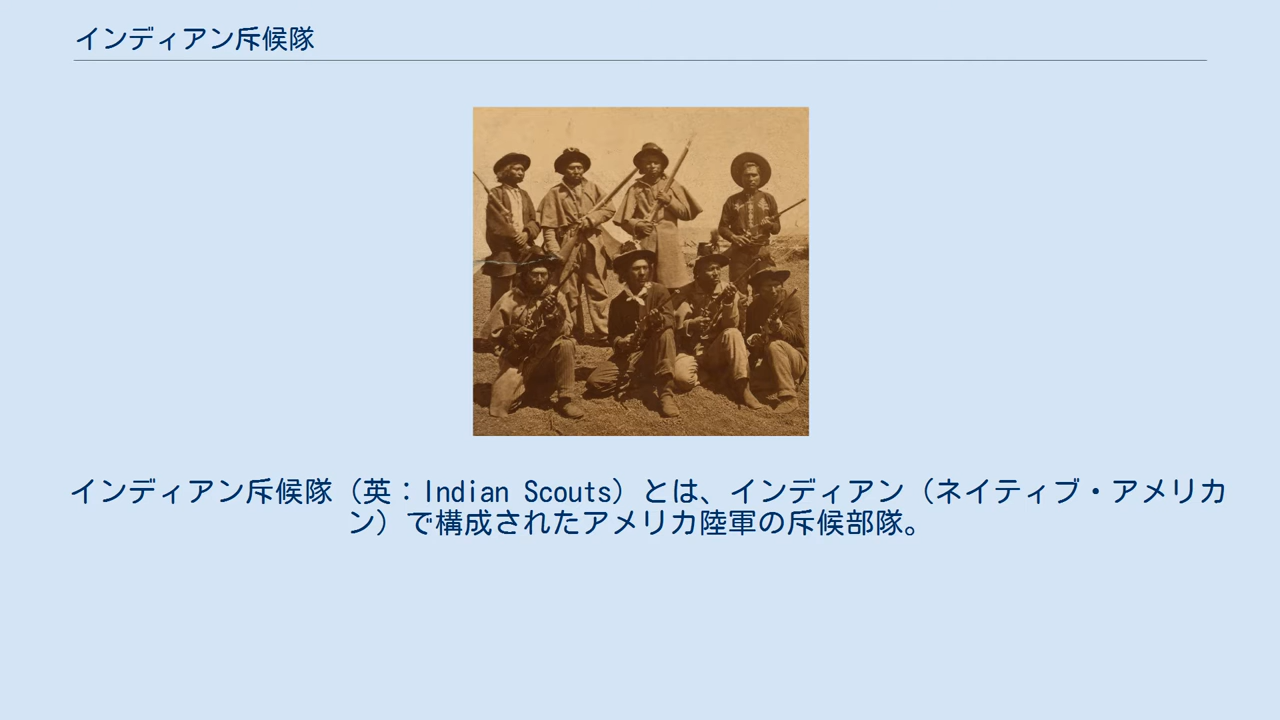 インディアン斥候隊
インディアン斥候隊（英：Indian Scouts）とは、インディアン（ネイティブ・アメリカ
ン）で構成されたアメリカ陸軍の斥候部隊。